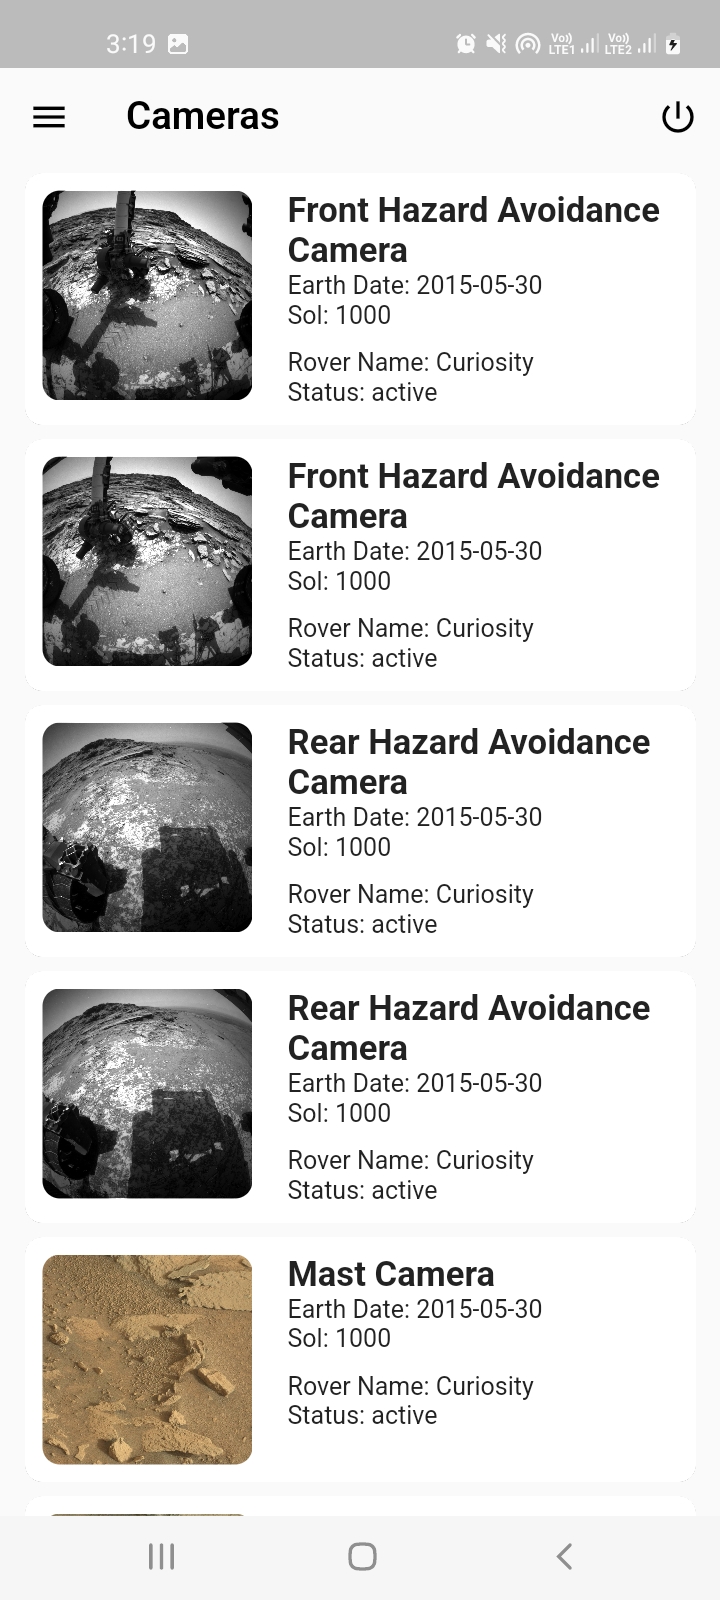 3:19
Vo)) LTE1 Vo)) LTE2
Cameras
Front Hazard Avoidance
Camera
Earth Date: 2015-05-30
Sol: 1000
Rover Name: Curiosity
Status: active
Front Hazard Avoidance
Camera
Earth Date: 2015-05-30
Sol: 1000
Rover Name: Curiosity
Status: active
Rear Hazard Avoidance
Camera
Earth Date: 2015-05-30
Sol: 1000
Rover Name: Curiosity
Status: active
Rear Hazard Avoidance
Camera
Earth Date: 2015-05-30
Sol: 1000
Rover Name: Curiosity
Status: active
Mast Camera
Earth Date: 2015-05-30
Sol: 1000
Rover Name: Curiosity
Status: active